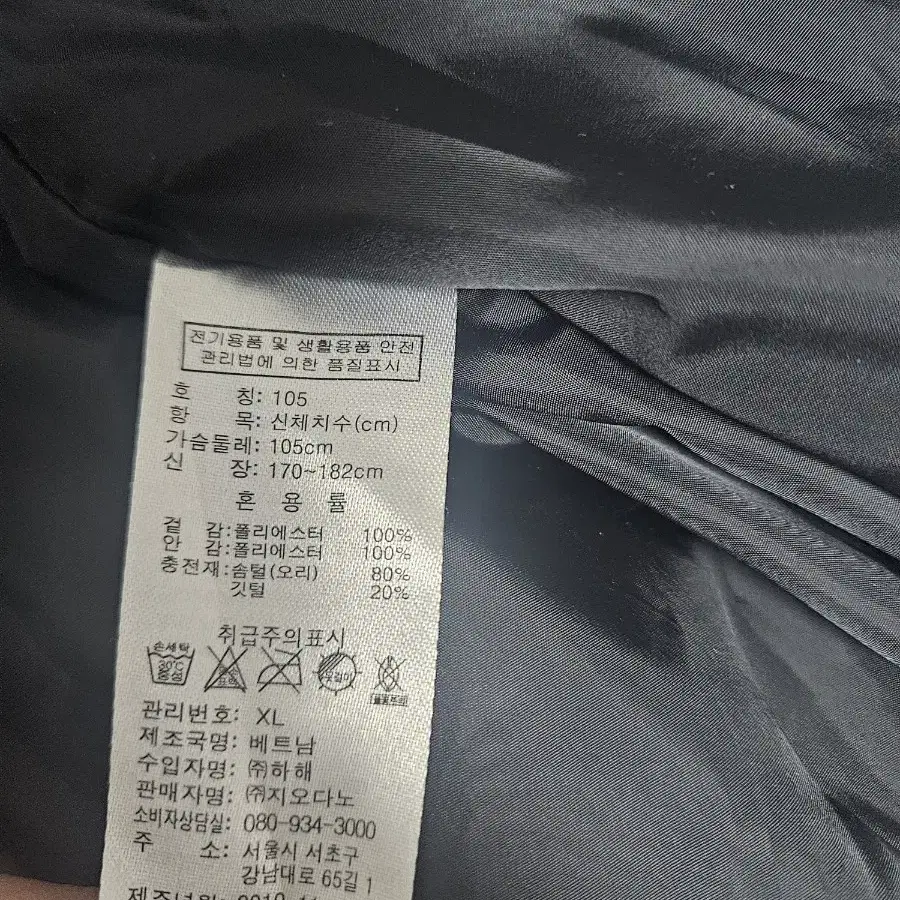 전기용품 및 생활용품 안전
관리법에 의한 품질표시
호 칭: 105
항 목: 신체치수(cm)
가슴둘레: 105cm
신 장: 170~182cm
혼 용 률
겉 감:폴리에스터 100%
안 감:폴리에스터 100%
충전재:솜털(오리) 80%
깃털 20%
취급주의표시
손세탁
30℃
중성
관리번호: XL
제조국명: 베트남
수입자명: ㈜하해
판매자명: ㈜지오다노
소비자상담실: 080-934-3000
주 소: 서울시 서초구
강남대로 65길 1